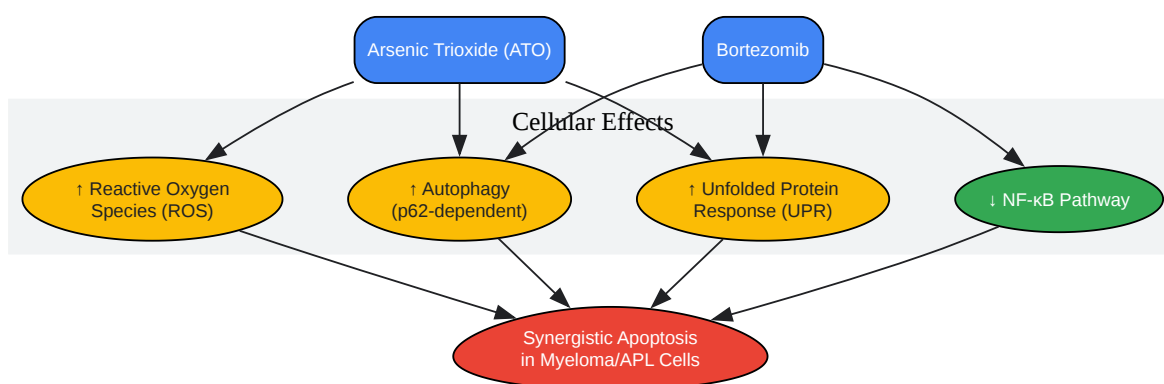 Arsenic Trioxide (ATO)
Bortezomib
Cellular Effects
↑ Reactive Oxygen
Species (ROS)
↑ Autophagy
(p62-dependent)
↑ Unfolded Protein
Response (UPR)
↓ NF-κB Pathway
Synergistic Apoptosis
in Myeloma/APL Cells